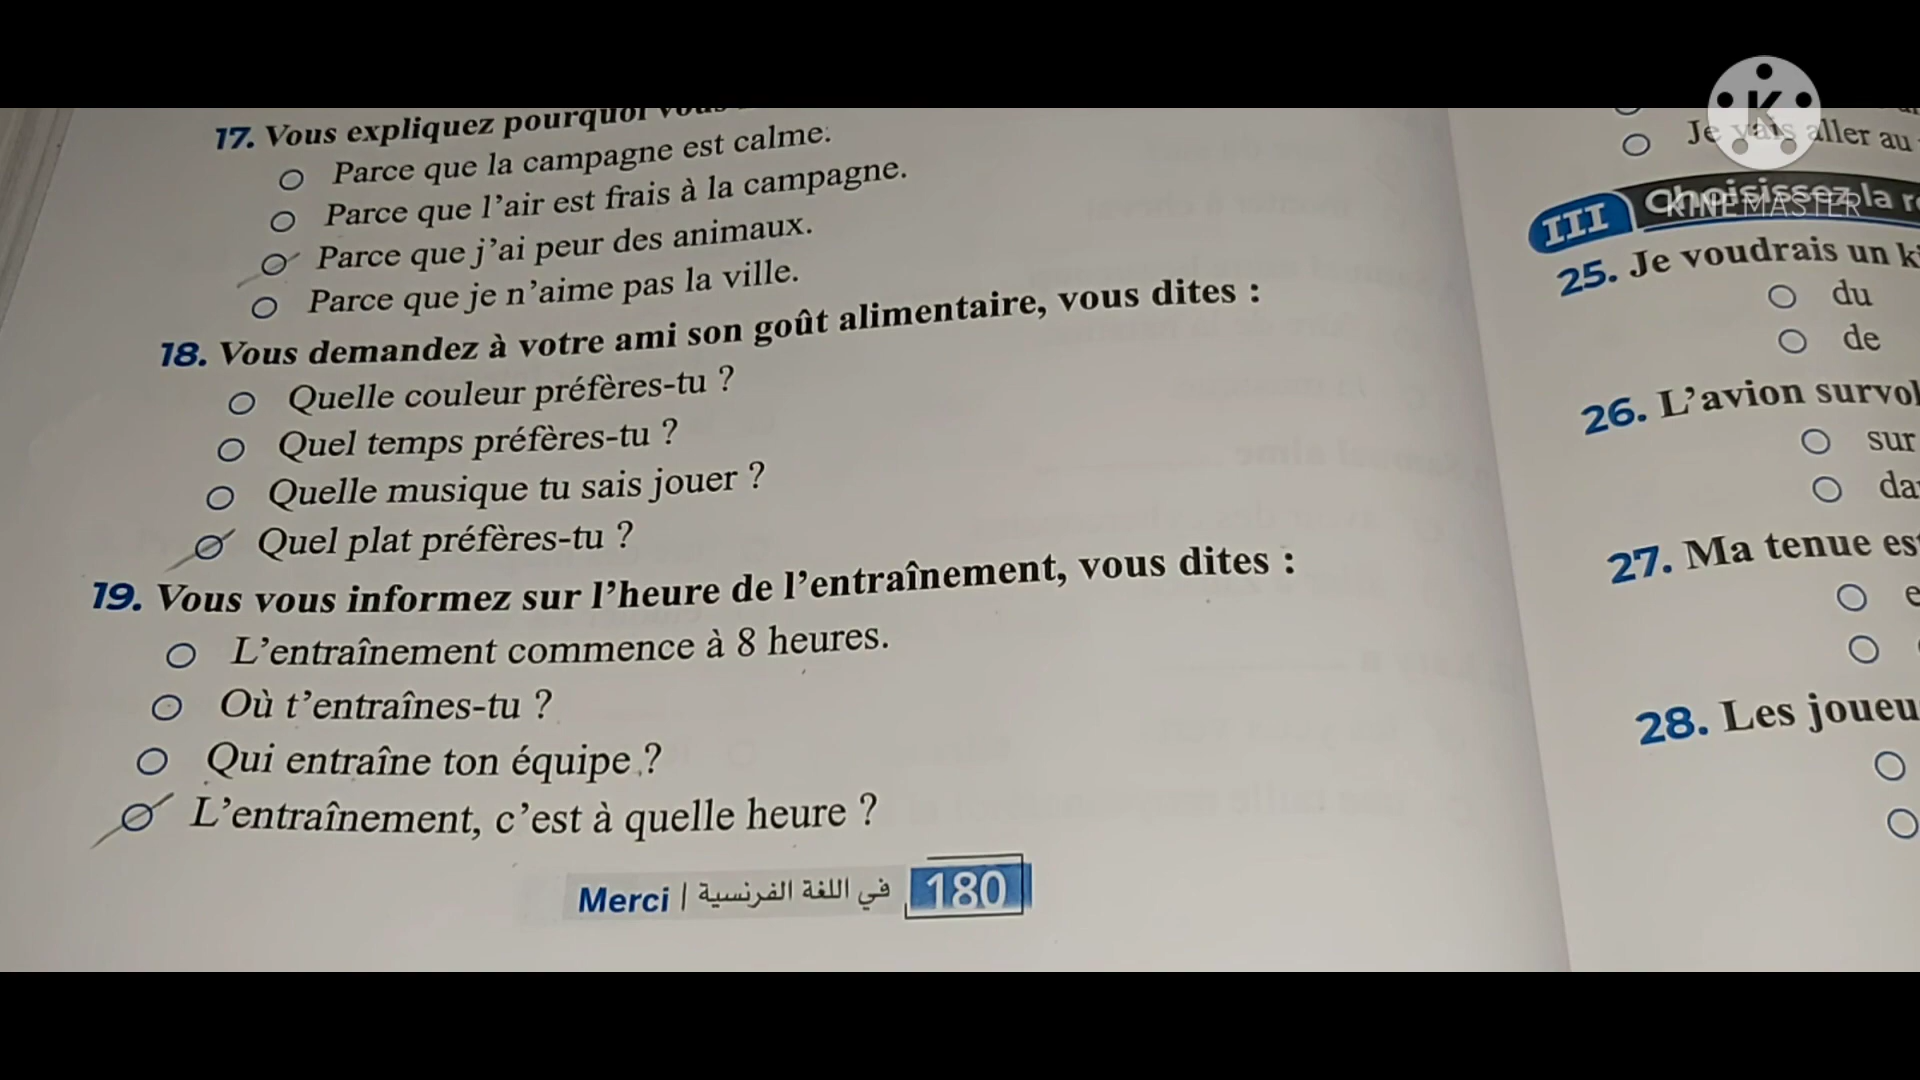 17. Vous expliquez pourquoi
Parce que la campagne est calme.
Parce que l'air est frais à la campagne.
Parce que j'ai peur des animaux.
Parce que je n'aime pas la ville.
18. Vous demandez à votre ami son goût alimentaire, vous dites :
Quelle couleur préfères-tu ?
Quel temps préfères-tu ?
Quelle musique tu sais jouer ?
Quel plat préfères-tu ?
19. Vous vous informez sur l'heure de l'entraînement, vous dites :
L'entraînement commence à 8 heures.
Où t'entraînes-tu ?
Qui entraîne ton équipe ?
L'entraînement, c'est à quelle heure ?
Merci | في اللغة الفرنسية 180
Je vais aller au
III Choisissez la
25. Je voudrais un
du
de
26. L'avion
sur
27. Ma tenue
28. Les
K
KINEMASTER